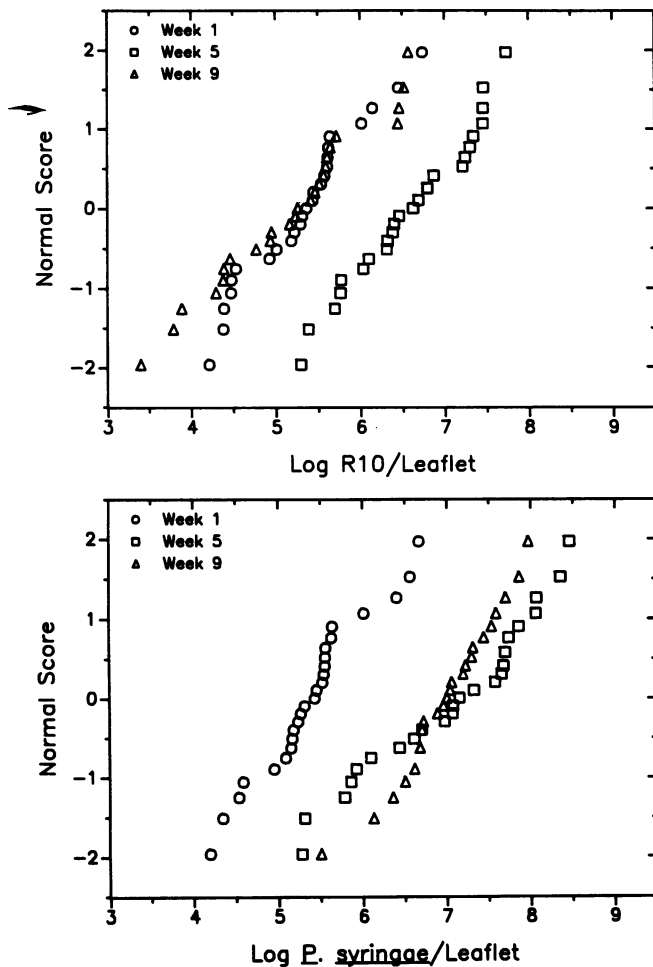 Week 1
Week 5
Week 9
2
1
0
-1
-2
Normal Score
3 4 5 6 7 8 9
Log R10/Leaflet
Week 1
Week 5
Week 9
2
1
0
-1
-2
Normal Score
3 4 5 6 7 8 9
Log P. syringae/Leaflet